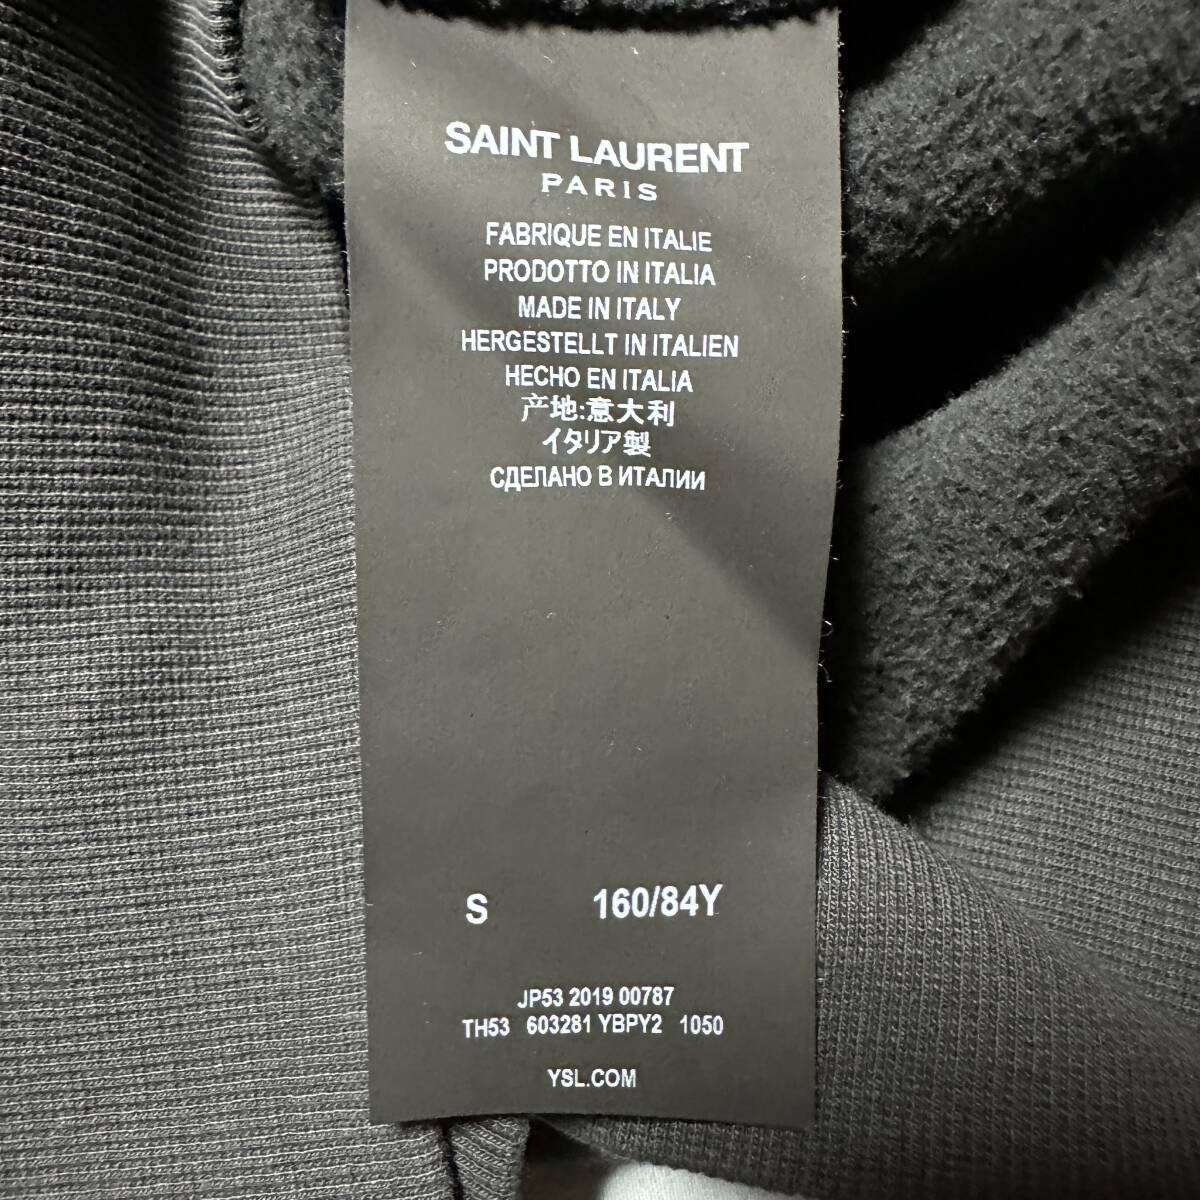 SAINT LAURENT
PARIS
FABRIQUE EN ITALIE
PRODOTTO IN ITALIA
MADE IN ITALY
HERGESTELLT IN ITALIEN
HECHO EN ITALIA
产地:意大利
イタリア製
СДЕЛАНО В ИТАЛИИ
S 160/84Y
JP53 2019 00787
TH53 603281 YBPY2 1050
YSL.COM